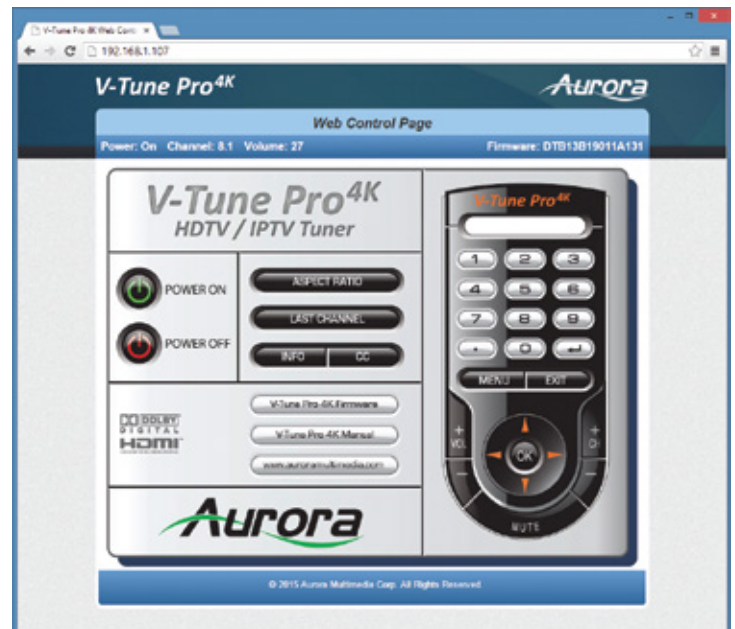 V-Tune Pro 4K Web Contr
192.168.1.107
V-Tune Pro4K
Aurora
Web Control Page
Power: On Channel: 8.1 Volume: 27
Firmware: DTB13B19011A131
V-Tune Pro4K
HDTV / IPTV Tuner
POWER ON
POWER OFF
ASPECT RATIO
LAST CHANNEL
INFO CC
DOLBY
DIGITAL
HDMI
V-Tune Pro-4K Firmware
V-Tune Pro-4K Manual
www.auroramultimedia.com
Aurora
V-Tune Pro4K
1 2 3
4 5 6
7 8 9
. 0 ↵
MENU EXIT
+ +
VOL OK CH
- -
MUTE
© 2015 Aurora Multimedia Corp. All Rights Reserved.